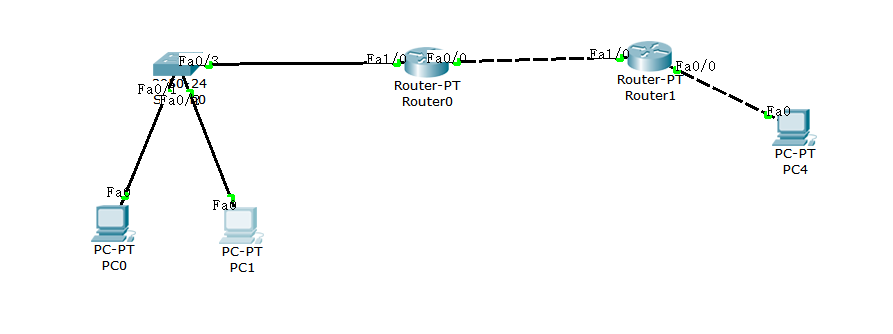 Fa0/3
Fa1/0
Fa0/0
Router-PT
Router0
Fa1/0
Router-PT
Router1
Fa0/0
Fa0
PC-PT
PC4
Fa0/1
Fa0
PC-PT
PC0
Fa0
PC-PT
PC1